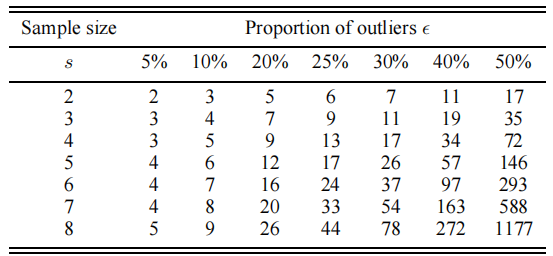 Sample size Proportion of outliers ϵ
s 5% 10% 20% 25% 30% 40% 50%
2 2 3 5 6 7 11 17
3 3 4 7 9 11 19 35
4 3 5 9 13 17 34 72
5 4 6 12 17 26 57 146
6 4 7 16 24 37 97 293
7 4 8 20 33 54 163 588
8 5 9 26 44 78 272 1177